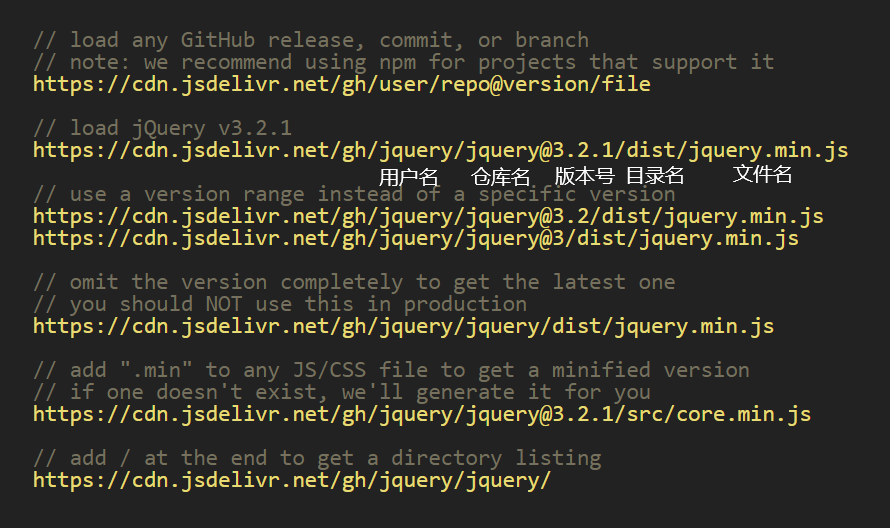 // load any GitHub release, commit, or branch
// note: we recommend using npm for projects that support it
https://cdn.jsdelivr.net/gh/user/repo@version/file
// load jQuery v3.2.1
https://cdn.jsdelivr.net/gh/jquery/jquery@3.2.1/dist/jquery.min.js
用户名 仓库名 版本号 目录名 文件名
// use a version range instead of a specific version
https://cdn.jsdelivr.net/gh/jquery/jquery@3.2/dist/jquery.min.js
https://cdn.jsdelivr.net/gh/jquery/jquery@3/dist/jquery.min.js
// omit the version completely to get the latest one
// you should NOT use this in production
https://cdn.jsdelivr.net/gh/jquery/jquery/dist/jquery.min.js
// add ".min" to any JS/CSS file to get a minified version
// if one doesn't exist, we'll generate it for you
https://cdn.jsdelivr.net/gh/jquery/jquery@3.2.1/src/core.min.js
// add / at the end to get a directory listing
https://cdn.jsdelivr.net/gh/jquery/jquery/